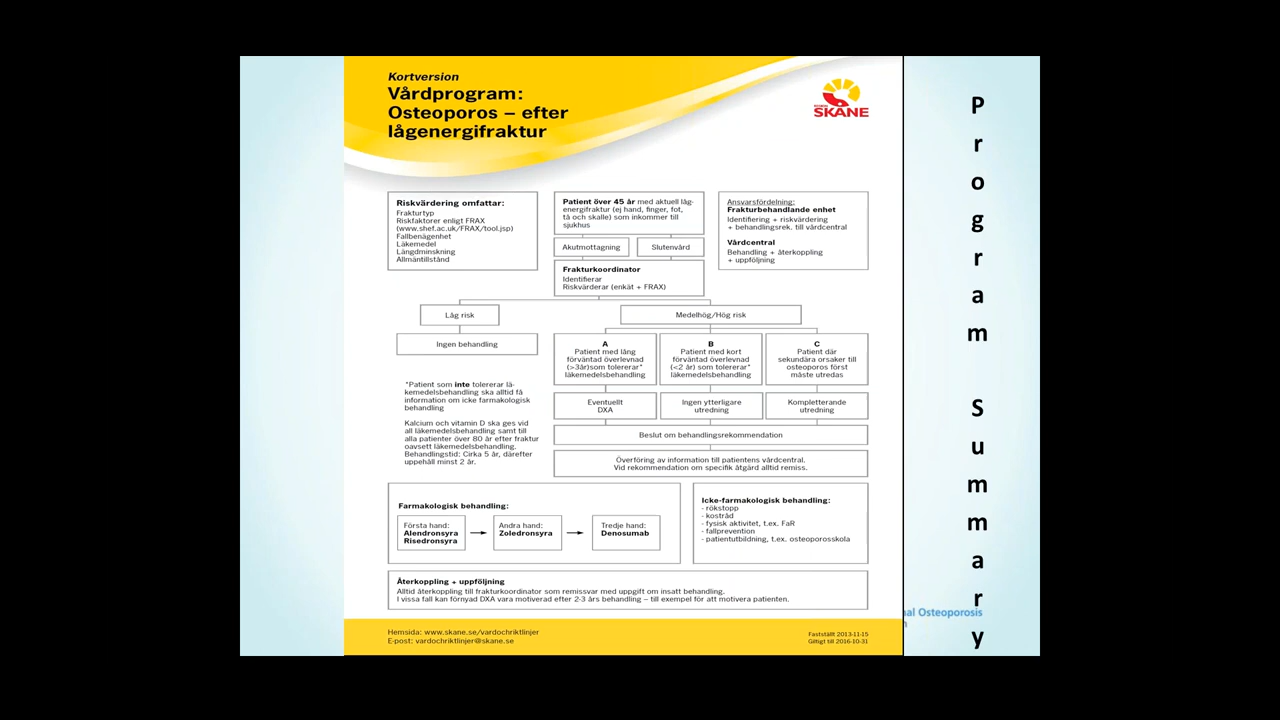 Kortversion
Vårdprogram:
Osteoporos – efter
lågenergifraktur
SKÅNE
Riskvärdering omfattar:
Frakturtyp
Riskfaktorer enligt FRAX
(www.shef.ac.uk/FRAX/tool.jsp)
Fallbenägenhet
Läkemedel
Längdminskning
Allmäntillstånd
Patient över 45 år med aktuell låg-
energifraktur (ej hand, finger, fot,
tå och skalle) som inkommer till
sjukhus
Akutmottagning
Slutenvård
Frakturkoordinator
Identifierar
Riskvärderar (enkät + FRAX)
Ansvarsfördelning:
Frakturbehandlande enhet
Identifiering + riskvärdering
+ behandlingsrek. till vårdcentral
Vårdcentral
Behandling + återkoppling
+ uppföljning
Låg risk
Medelhög/Hög risk
Ingen behandling
A
Patient med lång
förväntad överlevnad
(>3år)som tolererar*
läkemedelsbehandling
B
Patient med kort
förväntad överlevnad
(<2 år) som tolererar*
läkemedelsbehandling
C
Patient där
sekundära orsaker till
osteoporos först
måste utredas
Eventuellt
DXA
Ingen ytterligare
utredning
Kompletterande
utredning
*Patient som inte tolererar lä-
kemedelsbehandling ska alltid få
information om icke farmakologisk
behandling
Kalcium och vitamin D ska ges vid
all läkemedelsbehandling samt till
alla patienter över 80 år efter fraktur
oavsett läkemedelsbehandling.
Behandlingstid: Cirka 5 år, därefter
uppehåll minst 2 år.
Beslut om behandlingsrekommendation
Överföring av information till patientens vårdcentral.
Vid rekommendation om specifik åtgärd alltid remiss.
Farmakologisk behandling:
Första hand:
Alendronsyra
Risedronsyra
Andra hand:
Zoledronsyra
Tredje hand:
Denosumab
Icke-farmakologisk behandling:
- rökstopp
- kostråd
- fysisk aktivitet, t.ex. FaR
- fallprevention
- patientutbildning, t.ex. osteoporosskola
Återkoppling + uppföljning
Alltid återkoppling till frakturkoordinator som remissvar med uppgift om insatt behandling.
I vissa fall kan förnyad DXA vara motiverad efter 2-3 års behandling – till exempel för att motivera patienten.
Hemsida: www.skane.se/vardochriktlinjer
E-post: vardochriktlinjer@skane.se
Fastställt 2013-11-15
Giltigt till 2016-10-31
Program Summary
nal Osteoporosis
n